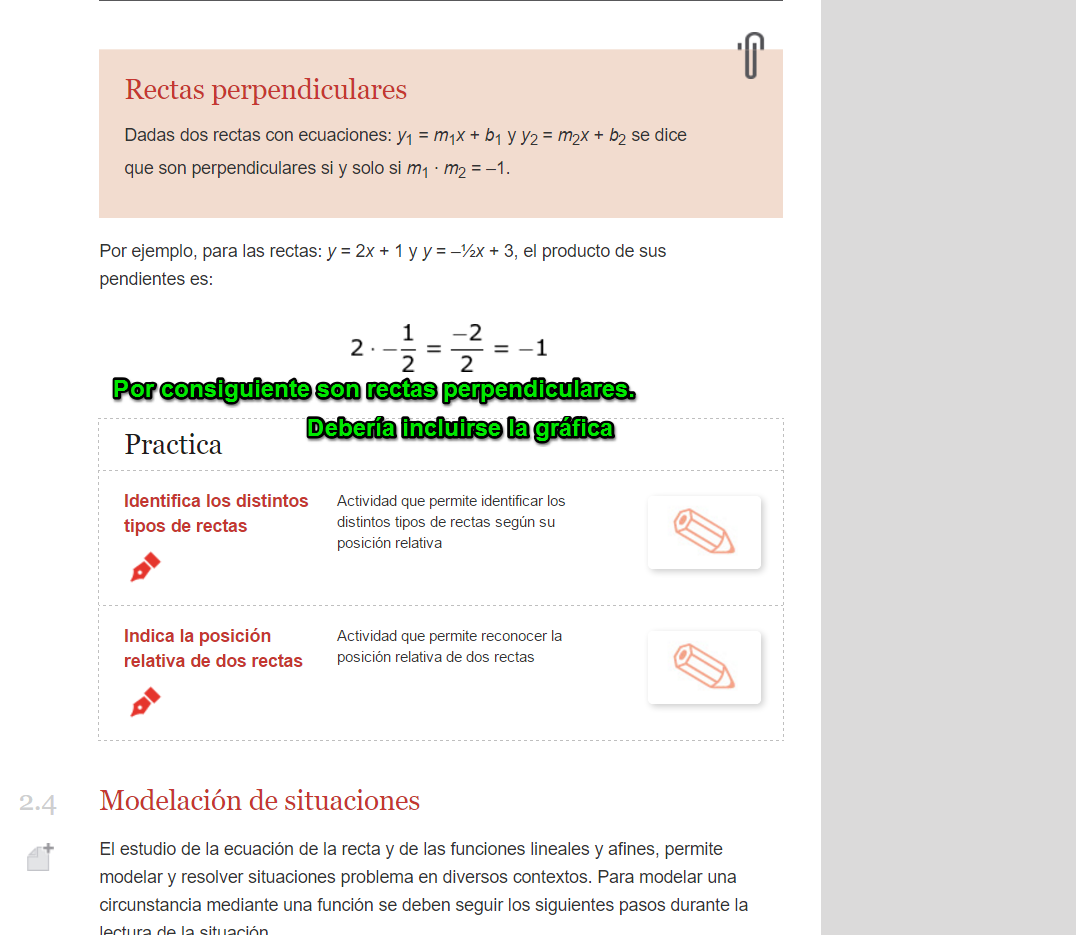 Rectas perpendiculares
Dadas dos rectas con ecuaciones: y₁ = m₁x + b₁ y y₂ = m₂x + b₂ se dice
que son perpendiculares si y solo si m₁ · m₂ = –1.
Por ejemplo, para las rectas: y = 2x + 1 y y = –½x + 3, el producto de sus
pendientes es:
2 · −1/2 = −2/2 = −1
Por consiguiente son rectas perpendiculares.
Debería incluirse la gráfica
Practica
Identifica los distintos
tipos de rectas
Actividad que permite identificar los
distintos tipos de rectas según su
posición relativa
Indica la posición
relativa de dos rectas
Actividad que permite reconocer la
posición relativa de dos rectas
2.4 Modelación de situaciones
El estudio de la ecuación de la recta y de las funciones lineales y afines, permite
modelar y resolver situaciones problema en diversos contextos. Para modelar una
circunstancia mediante una función se deben seguir los siguientes pasos durante la
lectura de la situación